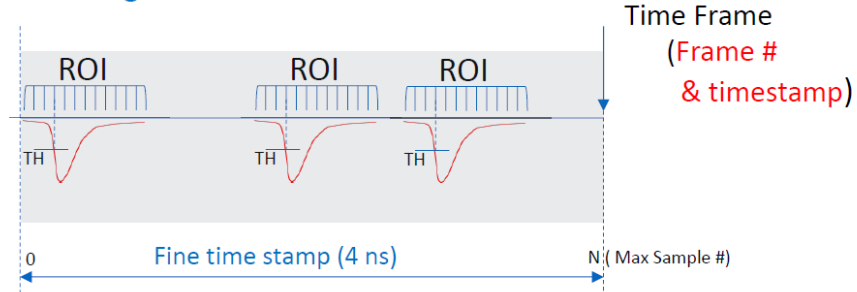 Time Frame
(Frame #
& timestamp)
ROI ROI ROI
TH TH TH
0 Fine time stamp (4 ns) N ( Max Sample #)